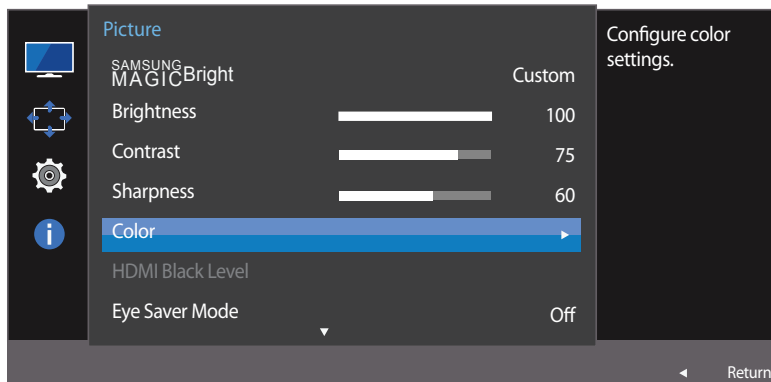 Picture
SAMSUNG
MAGICBright Custom
Brightness 100
Contrast 75
Sharpness 60
Color
HDMI Black Level
Eye Saver Mode Off
Configure color
settings.
Return